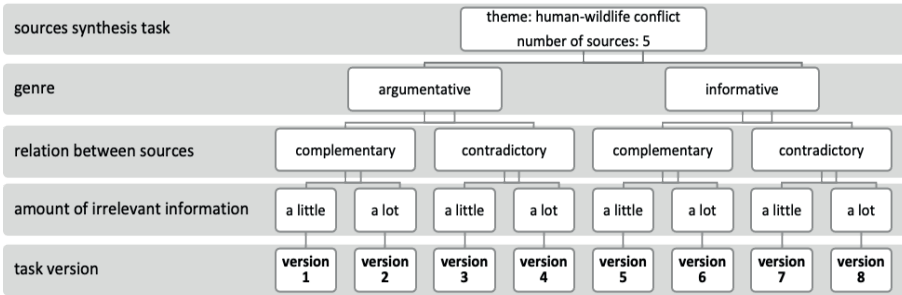 sources synthesis task
theme: human-wildlife conflict
number of sources: 5
genre
argumentative
informative
relation between sources
complementary
contradictory
complementary
contradictory
amount of irrelevant information
a little
a lot
a little
a lot
a little
a lot
a little
a lot
task version
version
1
version
2
version
3
version
4
version
5
version
6
version
7
version
8